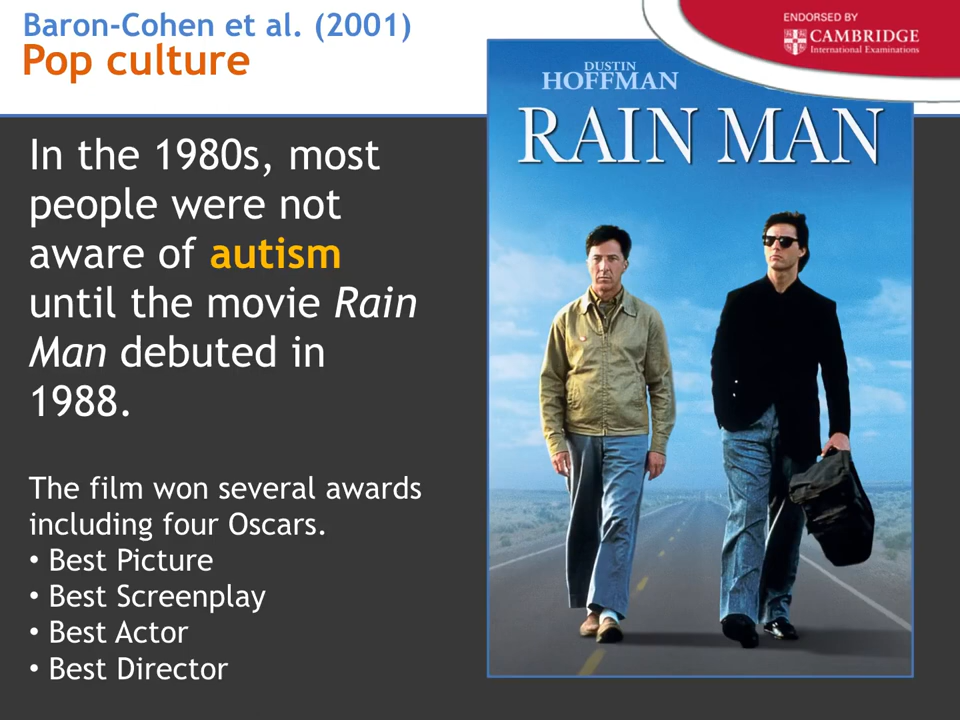 Baron-Cohen et al. (2001)
Pop culture
ENDORSED BY
CAMBRIDGE
International Examinations
In the 1980s, most
people were not
aware of autism
until the movie Rain
Man debuted in
1988.
The film won several awards
including four Oscars.
• Best Picture
• Best Screenplay
• Best Actor
• Best Director
DUSTIN
HOFFMAN
RAIN MAN